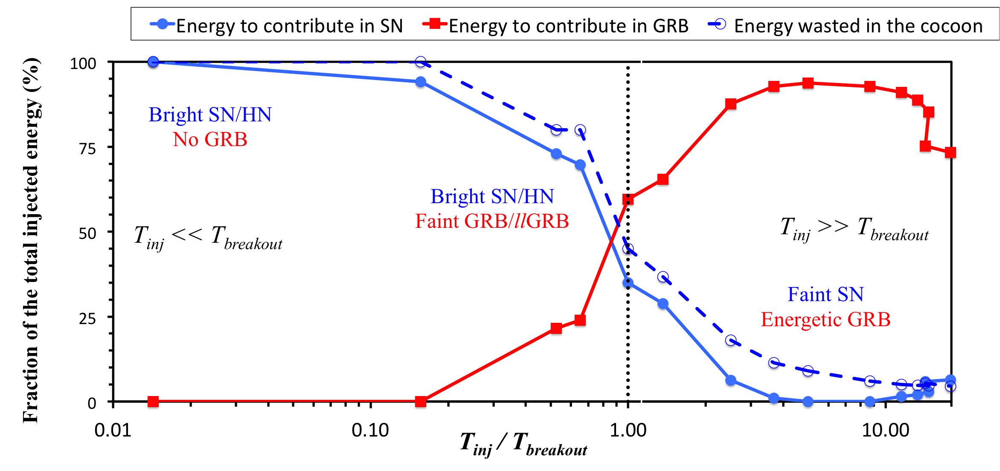 Energy to contribute in SN
Energy to contribute in GRB
Energy wasted in the cocoon
Fraction of the total injected energy (%)
100
75
50
25
0
Bright SN/HN
No GRB
T_inj << T_breakout
Bright SN/HN
Faint GRB/llGRB
T_inj >> T_breakout
Faint SN
Energetic GRB
0.01
0.10
1.00
10.00
T_inj / T_breakout